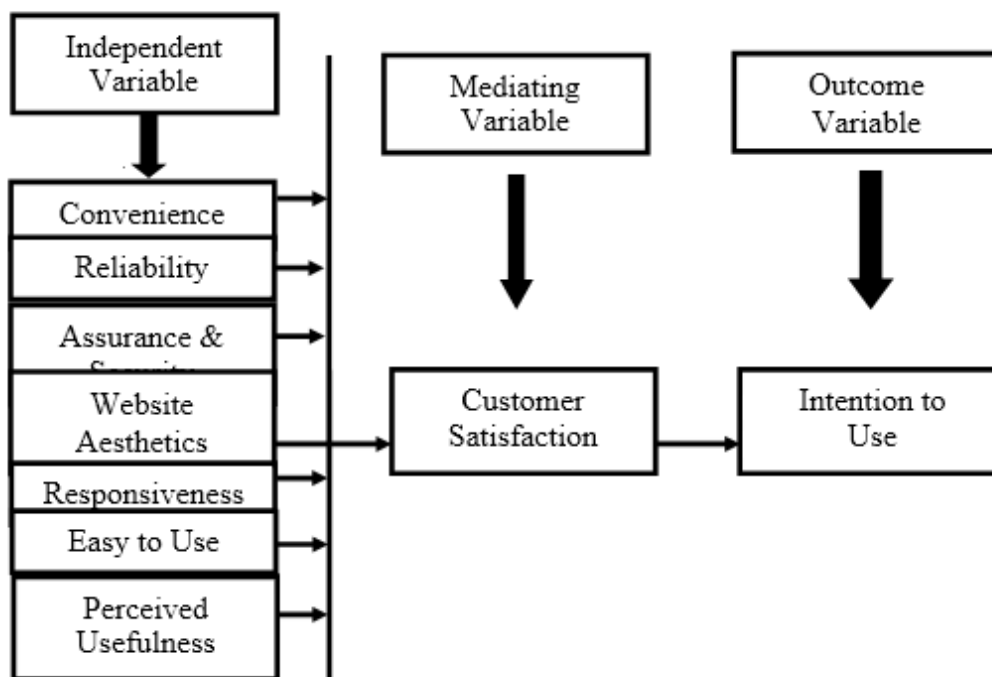 Independent
Variable
Mediating
Variable
Outcome
Variable
Convenience
Reliability
Assurance &
Security
Website
Aesthetics
Responsiveness
Easy to Use
Perceived
Usefulness
Customer
Satisfaction
Intention to
Use